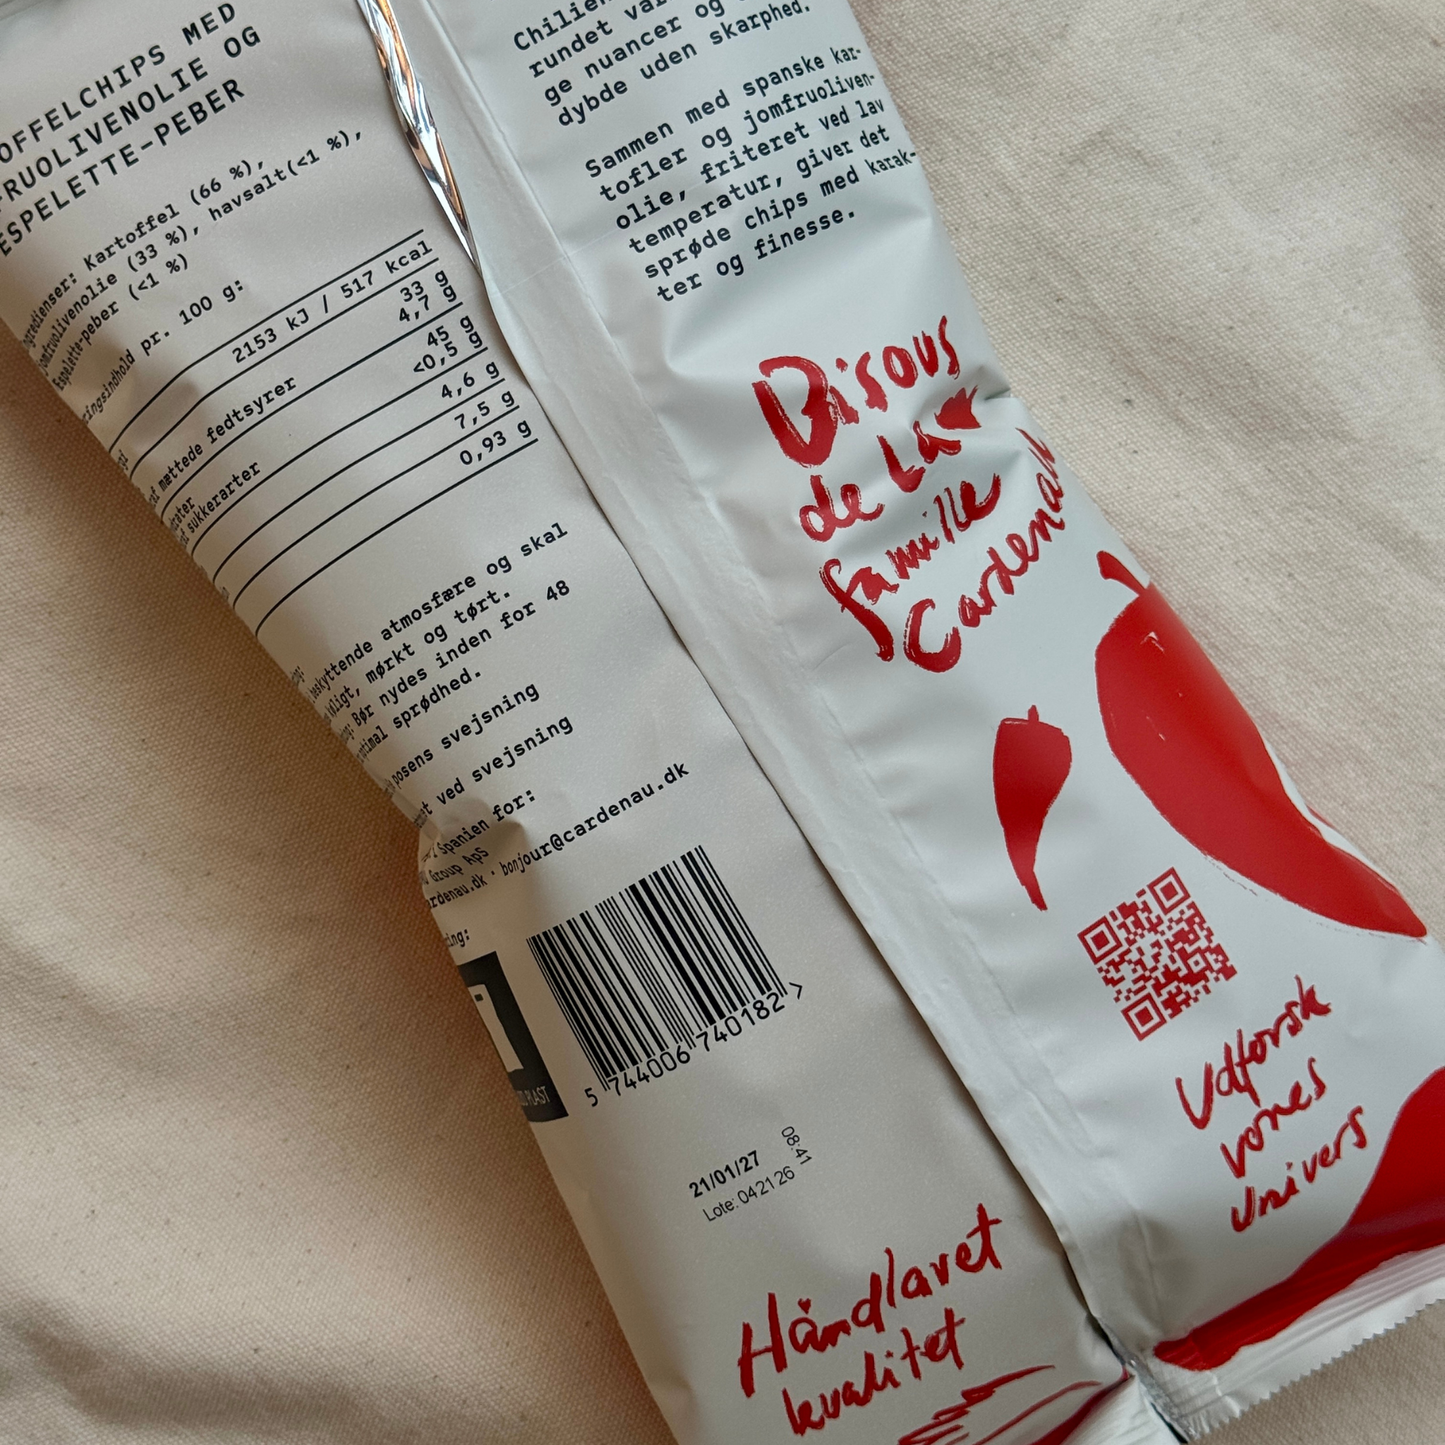 OFFELCHIPS MED
FRUOLIVENOLIE OG
ESPELETTE-PEBER
Kartoffel (66 %),
jomfruolivenolie (33 %), havsalt(<1 %),
Espelette-peber (<1 %)
pr. 100 g:
2153 kJ / 517 kcal
33 g
mættede fedtsyrer 4,7 g
45 g
sukkerarter <0,5 g
4,6 g
7,5 g
0,93 g
beskyttende atmosfære og skal
køligt, mørkt og tørt.
Bør nydes inden for 48
optimal sprødhed.
posens svejsning
ved svejsning
i Spanien for:
Group ApS
ardenau.dk · bonjour@cardenau.dk
5 744006 740182 >
PLAST
21/01/27 08:41
Lote: 042126
Håndlavet
kvalitet
Chilien
rundet
ge nuancer og
dybde uden skarphed.
Sammen med spanske kar-
tofler og jomfruoliven-
olie, friteret ved lav
temperatur, giver det
sprøde chips med karak-
ter og finesse.
Bisous
de La
famille
Cardenau
Udforsk
vores
univers